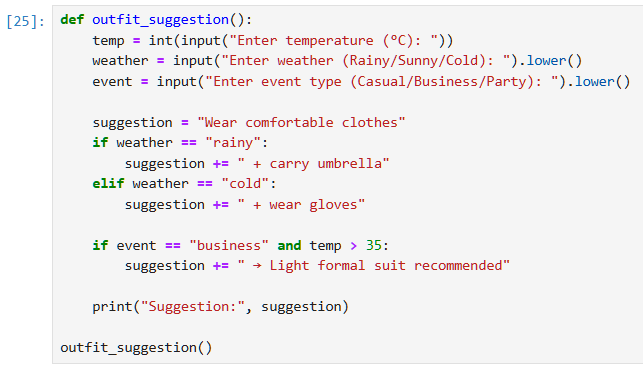 [25]: def outfit_suggestion():
    temp = int(input("Enter temperature (°C): "))
    weather = input("Enter weather (Rainy/Sunny/Cold): ").lower()
    event = input("Enter event type (Casual/Business/Party): ").lower()

    suggestion = "Wear comfortable clothes"
    if weather == "rainy":
        suggestion += " + carry umbrella"
    elif weather == "cold":
        suggestion += " + wear gloves"

    if event == "business" and temp > 35:
        suggestion += " → Light formal suit recommended"

    print("Suggestion:", suggestion)

outfit_suggestion()